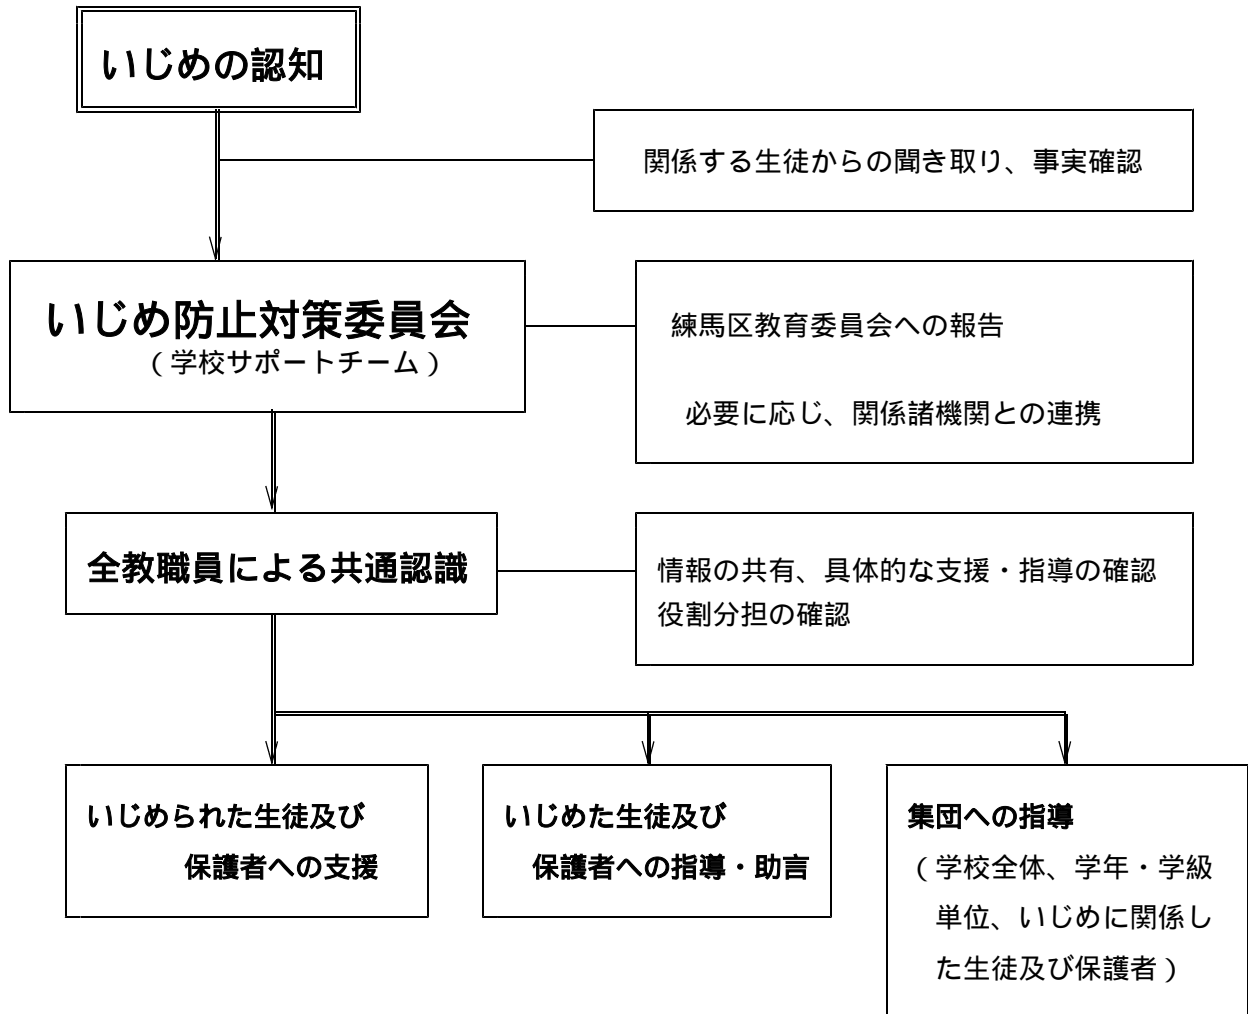 いじめの認知
関係する生徒からの聞き取り、事実確認
いじめ防止対策委員会
（学校サポートチーム）
練馬区教育委員会への報告
必要に応じ、関係諸機関との連携
全教職員による共通認識
情報の共有、具体的な支援・指導の確認
役割分担の確認
いじめられた生徒及び
保護者への支援
いじめた生徒及び
保護者への指導・助言
集団への指導
（学校全体、学年・学級
単位、いじめに関係し
た生徒及び保護者）